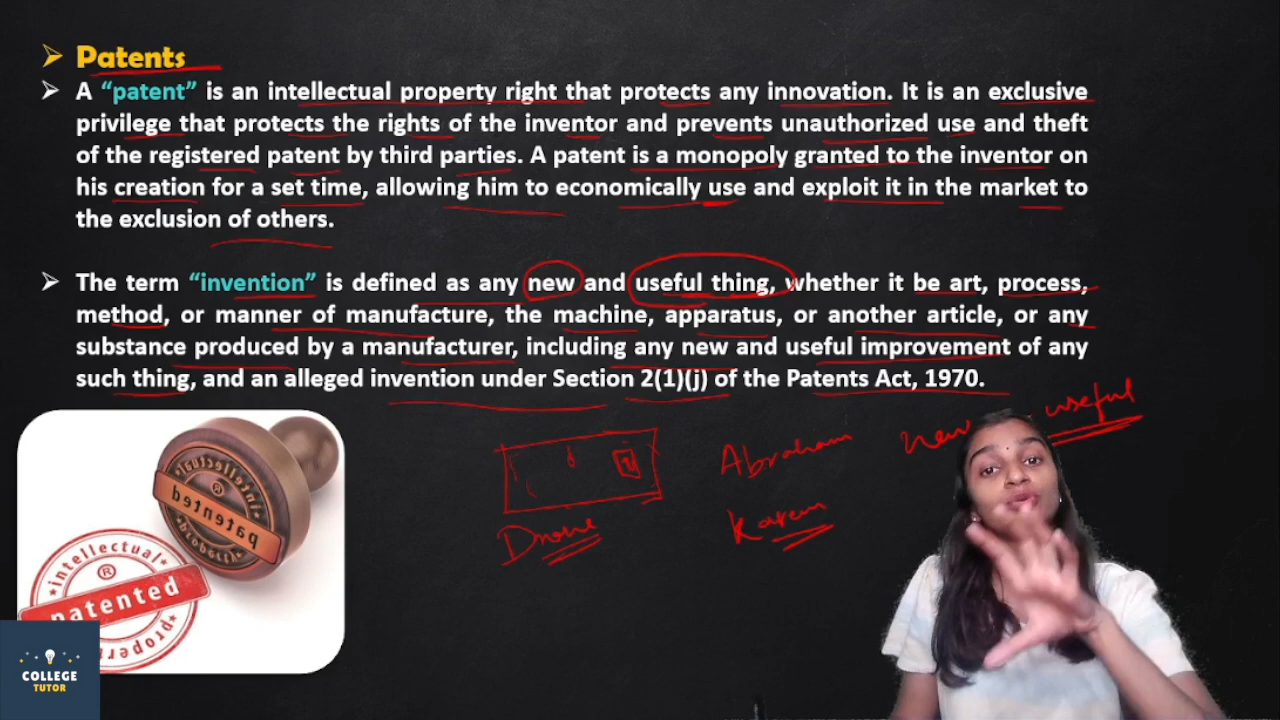 Patents
A “patent” is an intellectual property right that protects any innovation. It is an exclusive
privilege that protects the rights of the inventor and prevents unauthorized use and theft
of the registered patent by third parties. A patent is a monopoly granted to the inventor on
his creation for a set time, allowing him to economically use and exploit it in the market to
the exclusion of others.
The term “invention” is defined as any new and useful thing, whether it be art, process,
method, or manner of manufacture, the machine, apparatus, or another article, or any
substance produced by a manufacturer, including any new and useful improvement of any
such thing, and an alleged invention under Section 2(1)(j) of the Patents Act, 1970.
new useful
Abraham
Karem
Drone
intellectual
property
patented
®
intellectual
®
patented
COLLEGE
TUTOR